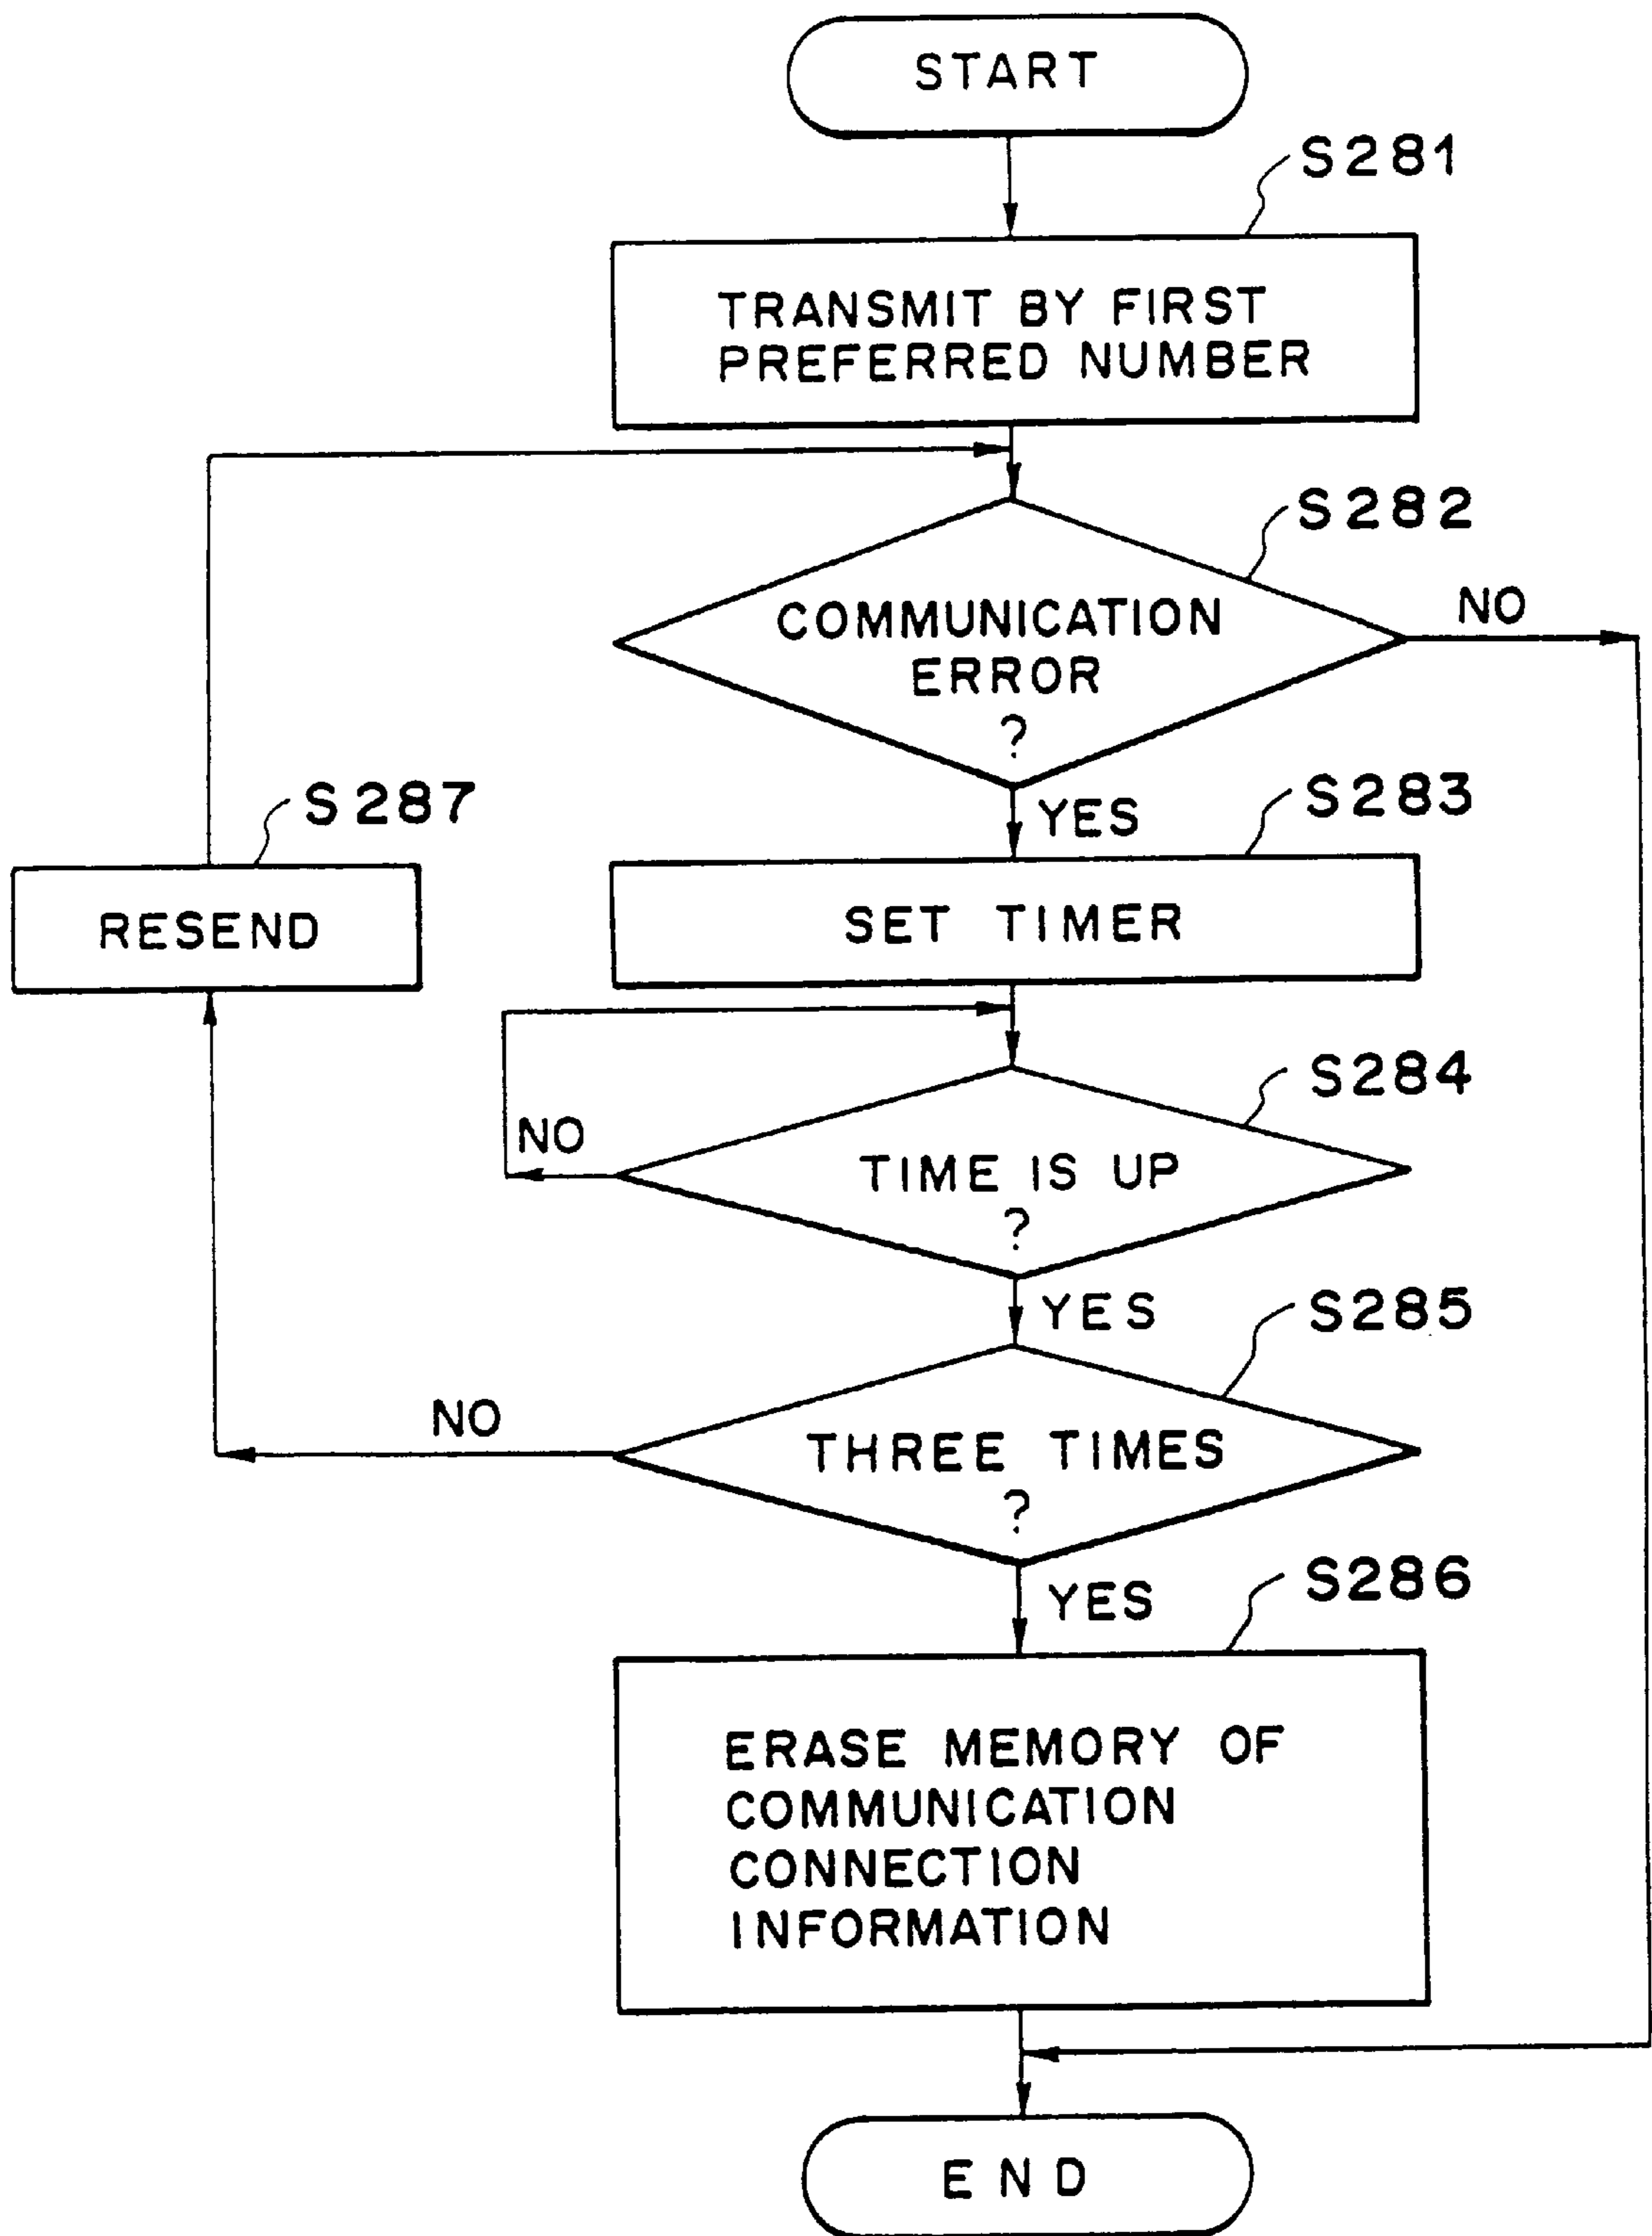 START
S281
TRANSMIT BY FIRST
PREFERRED NUMBER
S282
COMMUNICATION
ERROR
?
NO
YES
S283
SET TIMER
S287
RESEND
S284
TIME IS UP
?
NO
YES
S285
THREE TIMES
?
NO
YES
S286
ERASE MEMORY OF
COMMUNICATION
CONNECTION
INFORMATION
END